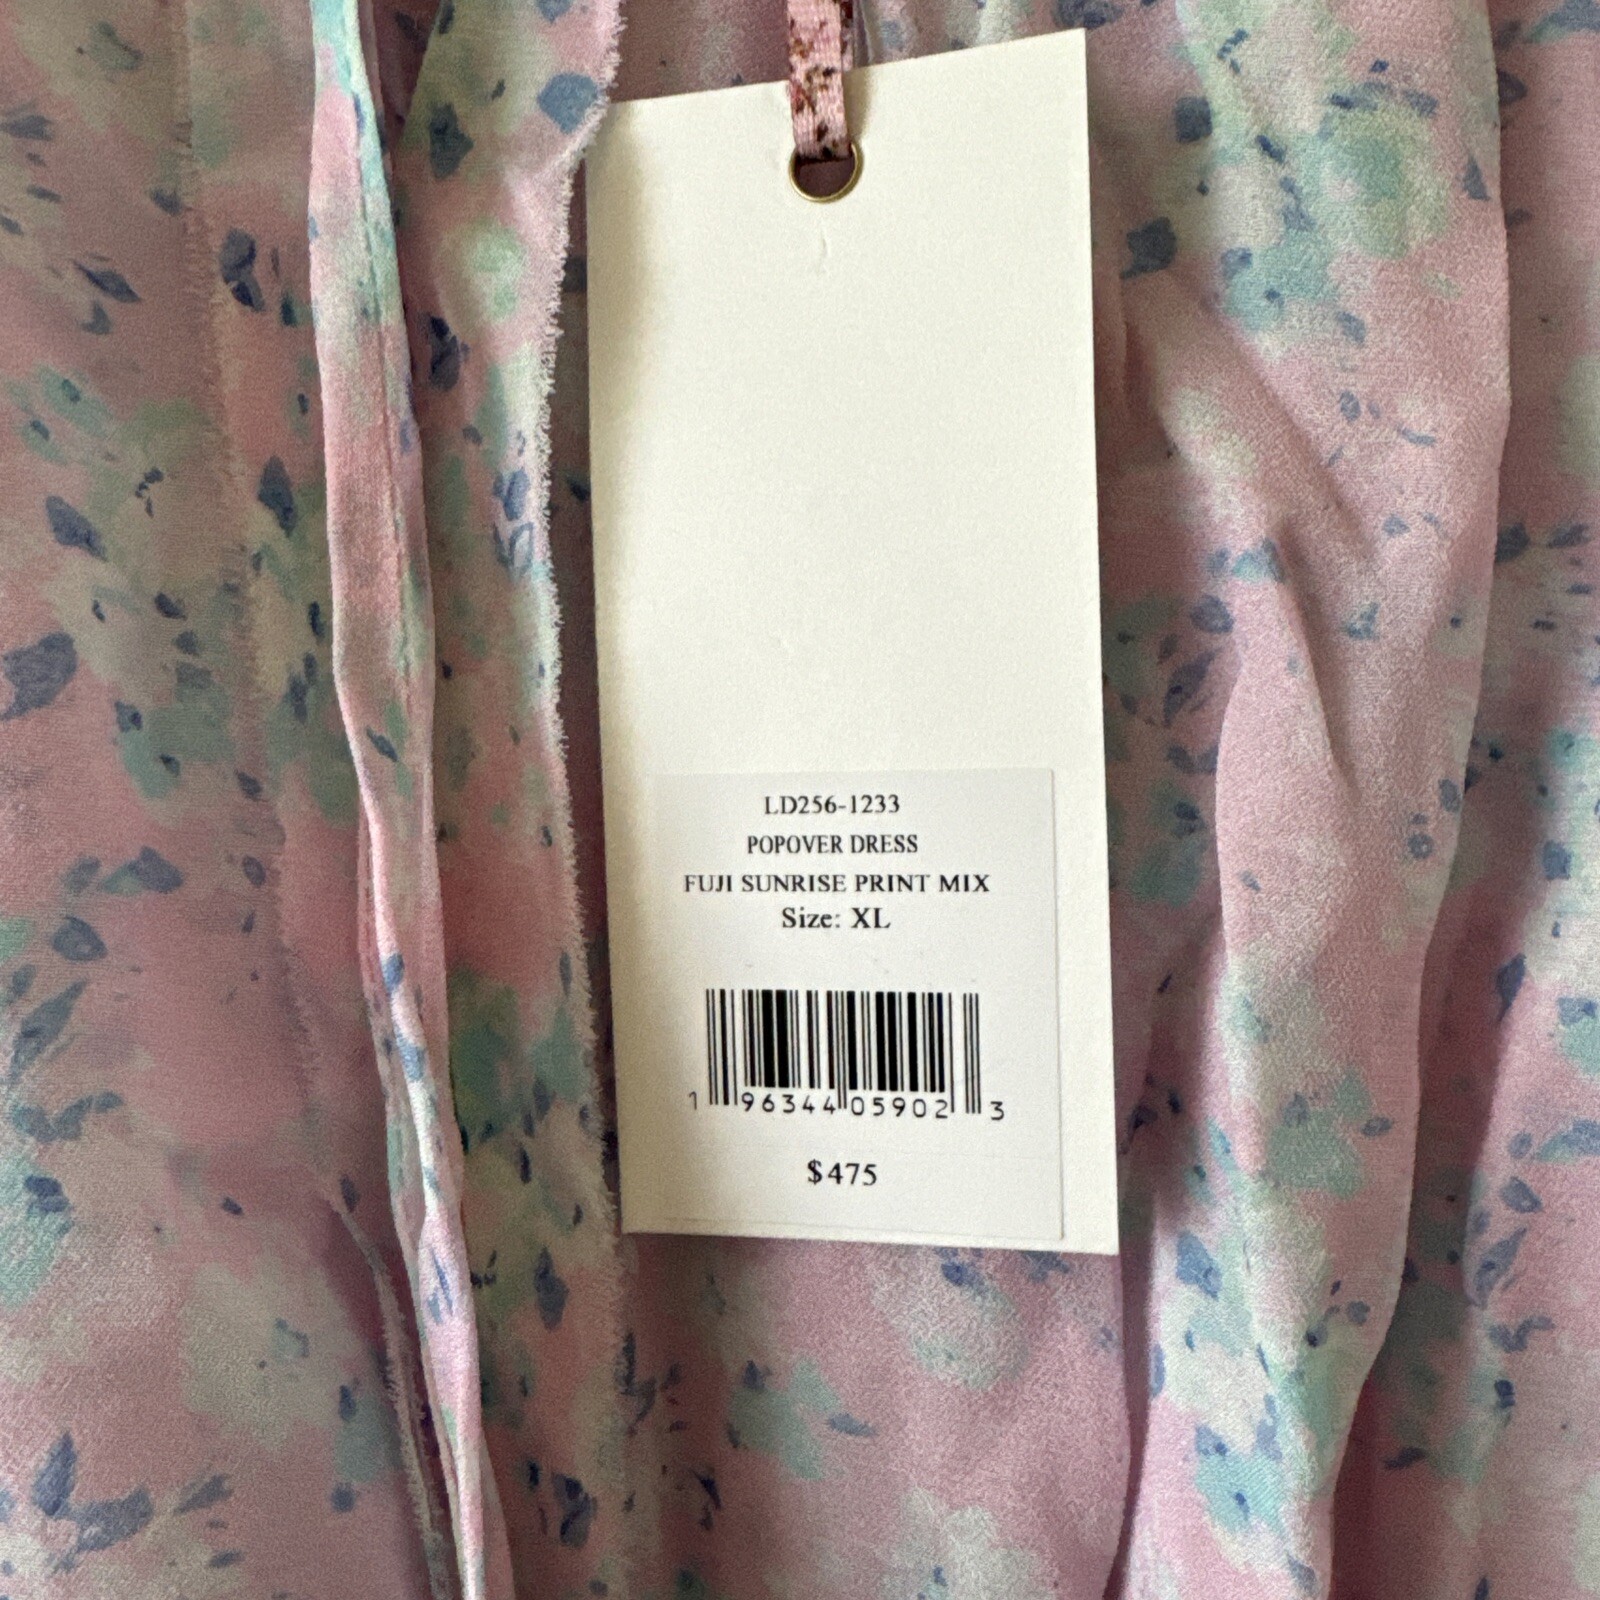 LD256-1233
POPOVER DRESS
FUJI SUNRISE PRINT MIX
Size: XL
1 96344 05902 3
$475